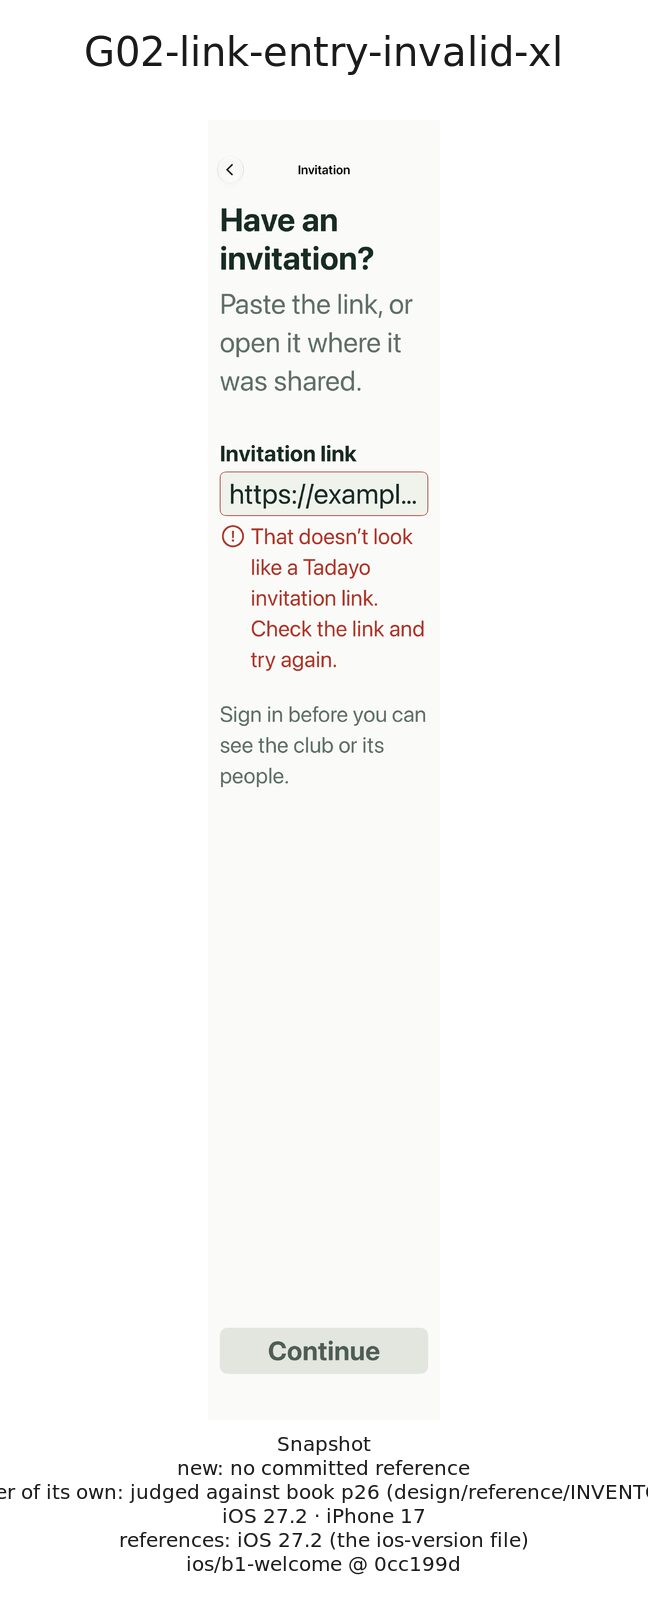 G02-link-entry-invalid-xl
Invitation
Have an
invitation?
Paste the link, or
open it where it
was shared.
Invitation link
https://exampl...
That doesn’t look
like a Tadayo
invitation link.
Check the link and
try again.
Sign in before you can
see the club or its
people.
Continue
Snapshot
new: no committed reference
er of its own: judged against book p26 (design/reference/INVENT
iOS 27.2 · iPhone 17
references: iOS 27.2 (the ios-version file)
ios/b1-welcome @ 0cc199d